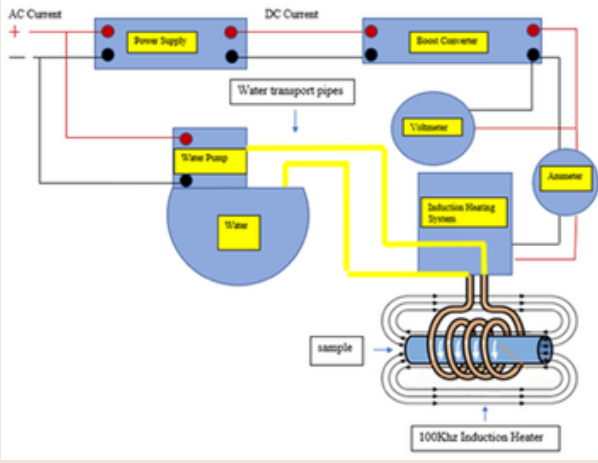 AC Current
DC Current
+
Power Supply
Boost Converter
Water transport pipes
Voltmeter
Water Pump
Ammeter
Induction Heating
System
Water
sample
100Khz Induction Heater